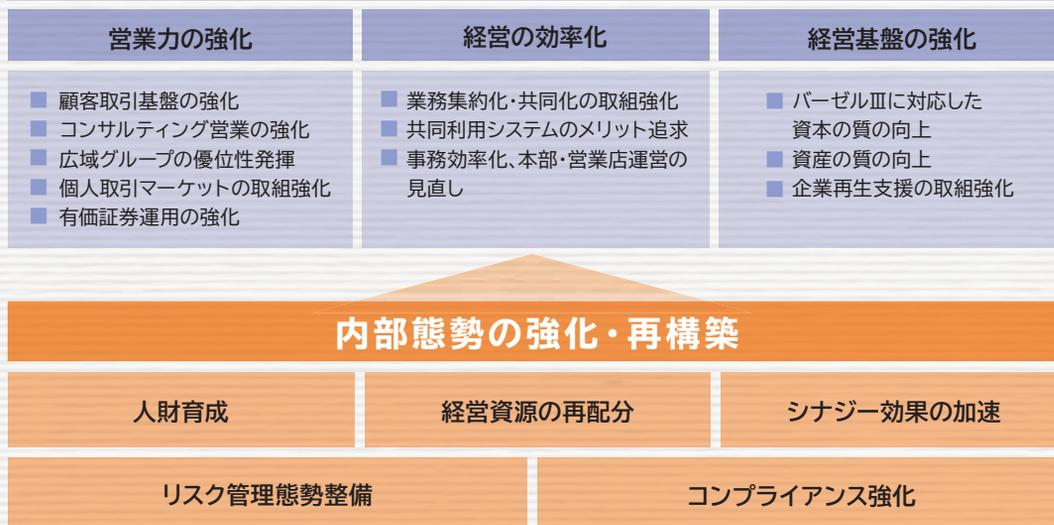 営業力の強化
経営の効率化
経営基盤の強化
■ 顧客取引基盤の強化
■ コンサルティング営業の強化
■ 広域グループの優位性発揮
■ 個人取引マーケットの取組強化
■ 有価証券運用の強化
■ 業務集約化・共同化の取組強化
■ 共同利用システムのメリット追求
■ 事務効率化、本部・営業店運営の
見直し
■ バーゼルⅢに対応した
資本の質の向上
■ 資産の質の向上
■ 企業再生支援の取組強化
内部態勢の強化・再構築
人財育成
経営資源の再配分
シナジー効果の加速
リスク管理態勢整備
コンプライアンス強化